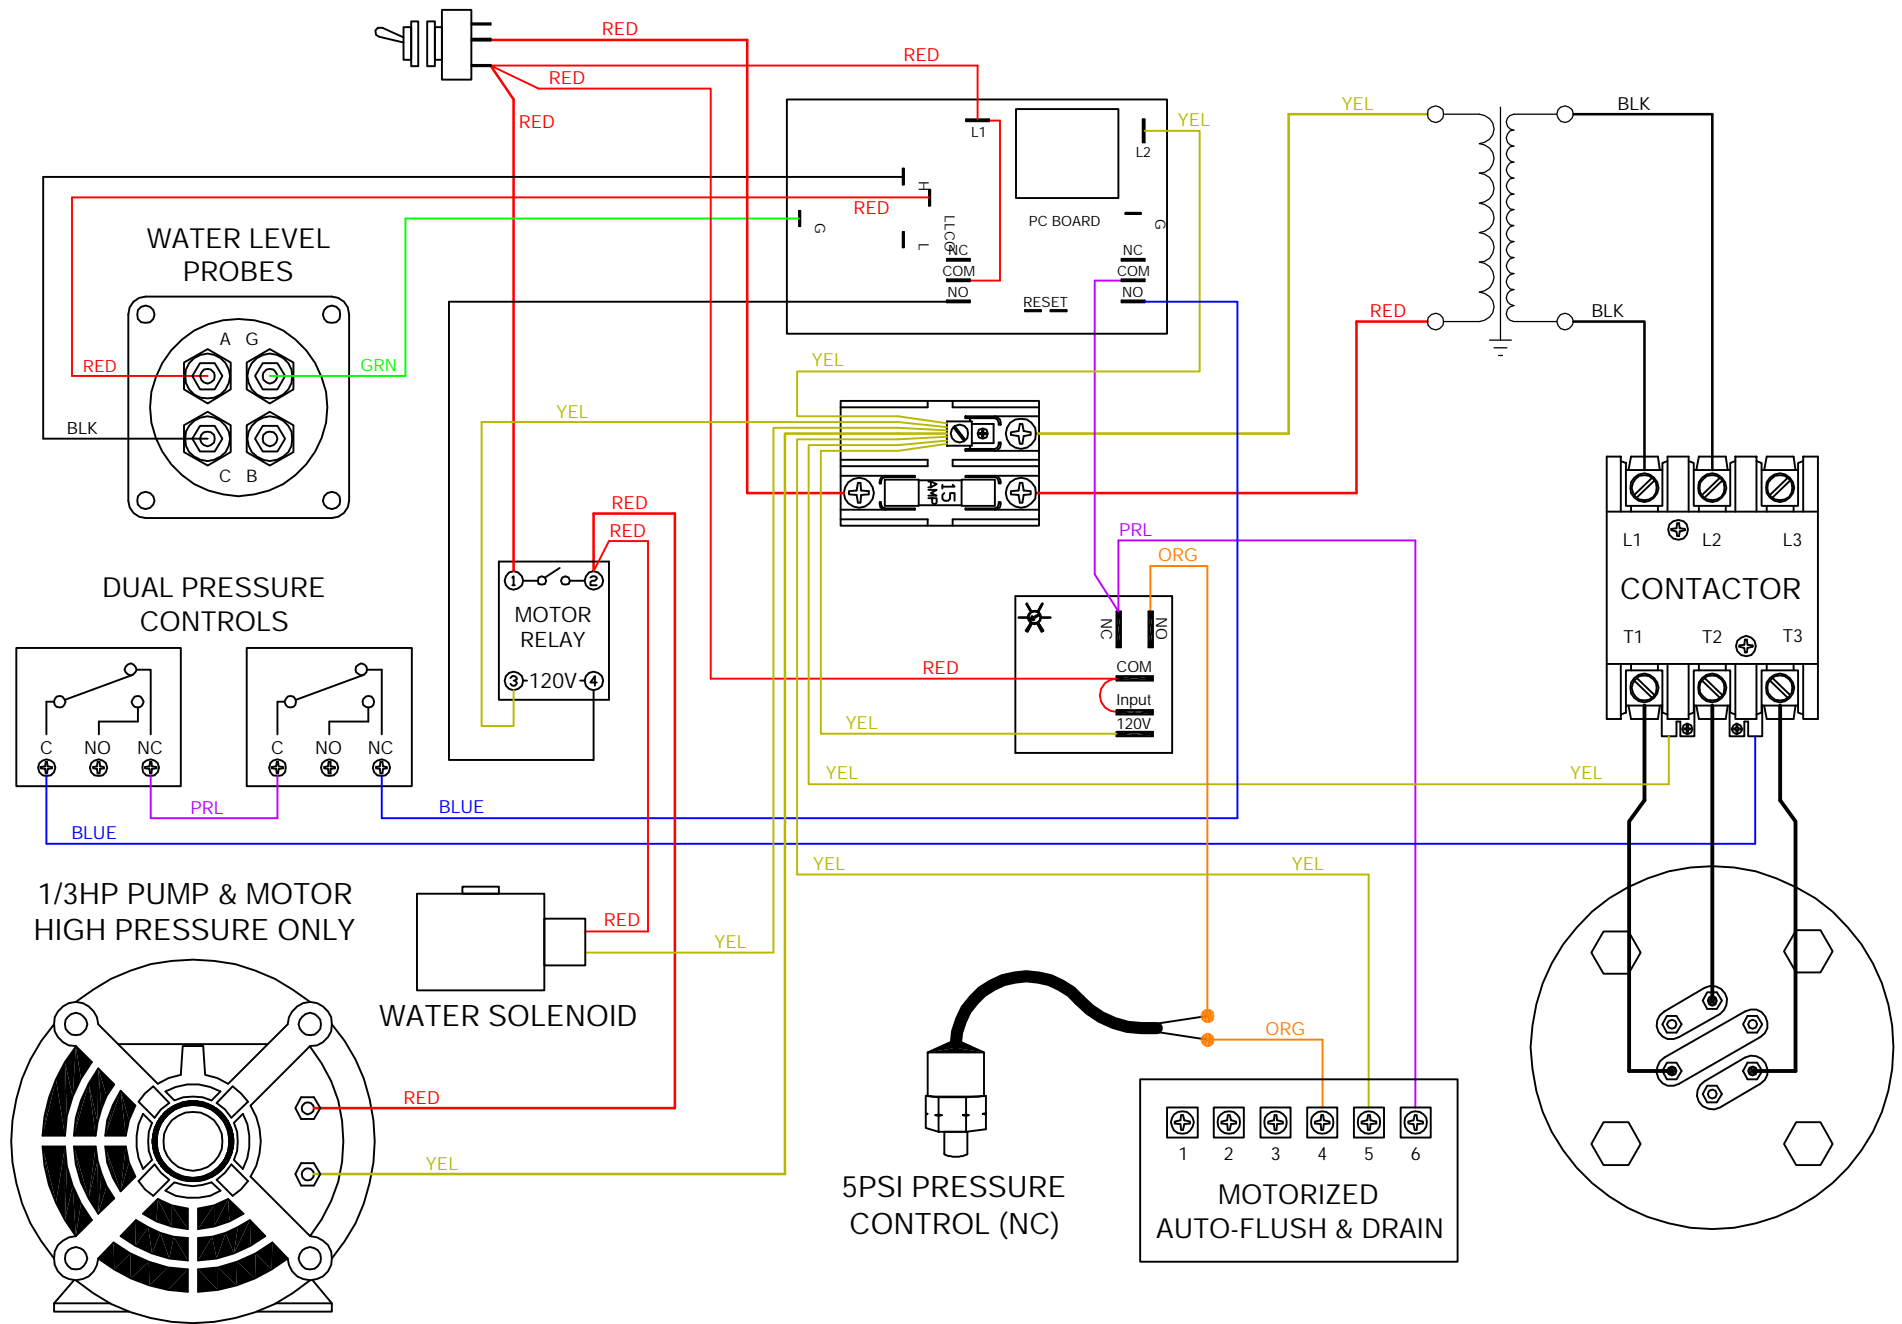 RED
RED
RED
RED
YEL
BLK
YEL
L1
L2
H
RED
LLCO
PC BOARD
G
G
L
NC
COM
NO
NC
COM
NO
RESET
RED
BLK
WATER LEVEL
PROBES
A G
C B
RED
GRN
BLK
YEL
YEL
15
AMP
RED
RED
PRL
ORG
1
2
MOTOR
RELAY
3
120V
4
NC
NO
COM
Input
120V
RED
YEL
L1
L2
L3
CONTACTOR
T1
T2
T3
DUAL PRESSURE
CONTROLS
C
NO
NC
C
NO
NC
PRL
BLUE
BLUE
YEL
YEL
YEL
YEL
1/3HP PUMP & MOTOR
HIGH PRESSURE ONLY
RED
YEL
WATER SOLENOID
ORG
RED
YEL
5PSI PRESSURE
CONTROL (NC)
1
2
3
4
5
6
MOTORIZED
AUTO-FLUSH & DRAIN